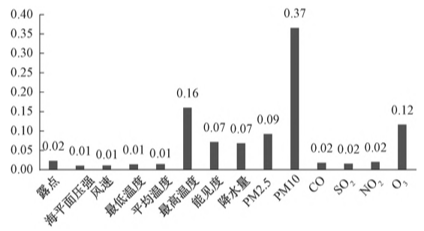 0.40
0.35
0.30
0.25
0.20
0.15
0.10
0.05
0.00
0.02
0.01
0.01
0.01
0.01
0.16
0.07
0.07
0.09
0.37
0.02
0.02
0.02
0.12
露点
海平面压强
风速
最低温度
平均温度
最高温度
能见度
降水量
PM2.5
PM10
CO
SO₂
NO₂
O₃